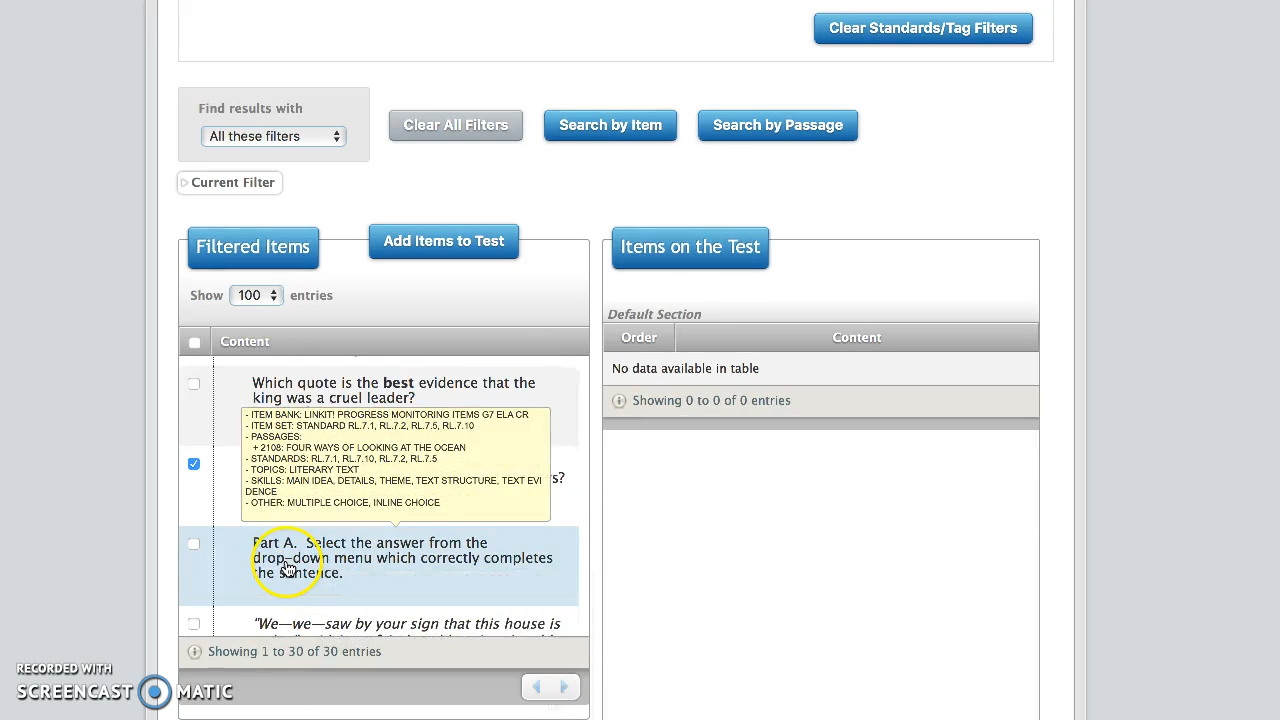 Clear Standards/Tag Filters
Find results with
All these filters
Clear All Filters
Search by Item
Search by Passage
Current Filter
Filtered Items
Add Items to Test
Items on the Test
Show 100 entries
Default Section
Content
Order
Content
Which quote is the best evidence that the
king was a cruel leader?
No data available in table
Showing 0 to 0 of 0 entries
- ITEM BANK: LINKIT! PROGRESS MONITORING ITEMS G7 ELA CR
- ITEM SET: STANDARD RL.7.1, RL.7.2, RL.7.5, RL.7.10
- PASSAGES:
+ 2108: FOUR WAYS OF LOOKING AT THE OCEAN
- STANDARDS: RL.7.1, RL.7.10, RL.7.2, RL.7.5
- TOPICS: LITERARY TEXT
- SKILLS: MAIN IDEA, DETAILS, THEME, TEXT STRUCTURE, TEXT EVI
DENCE
- OTHER: MULTIPLE CHOICE, INLINE CHOICE
Part A. Select the answer from the
drop-down menu which correctly completes
the sentence.
"We—we—saw by your sign that this house is
Showing 1 to 30 of 30 entries
RECORDED WITH
SCREENCAST MATIC